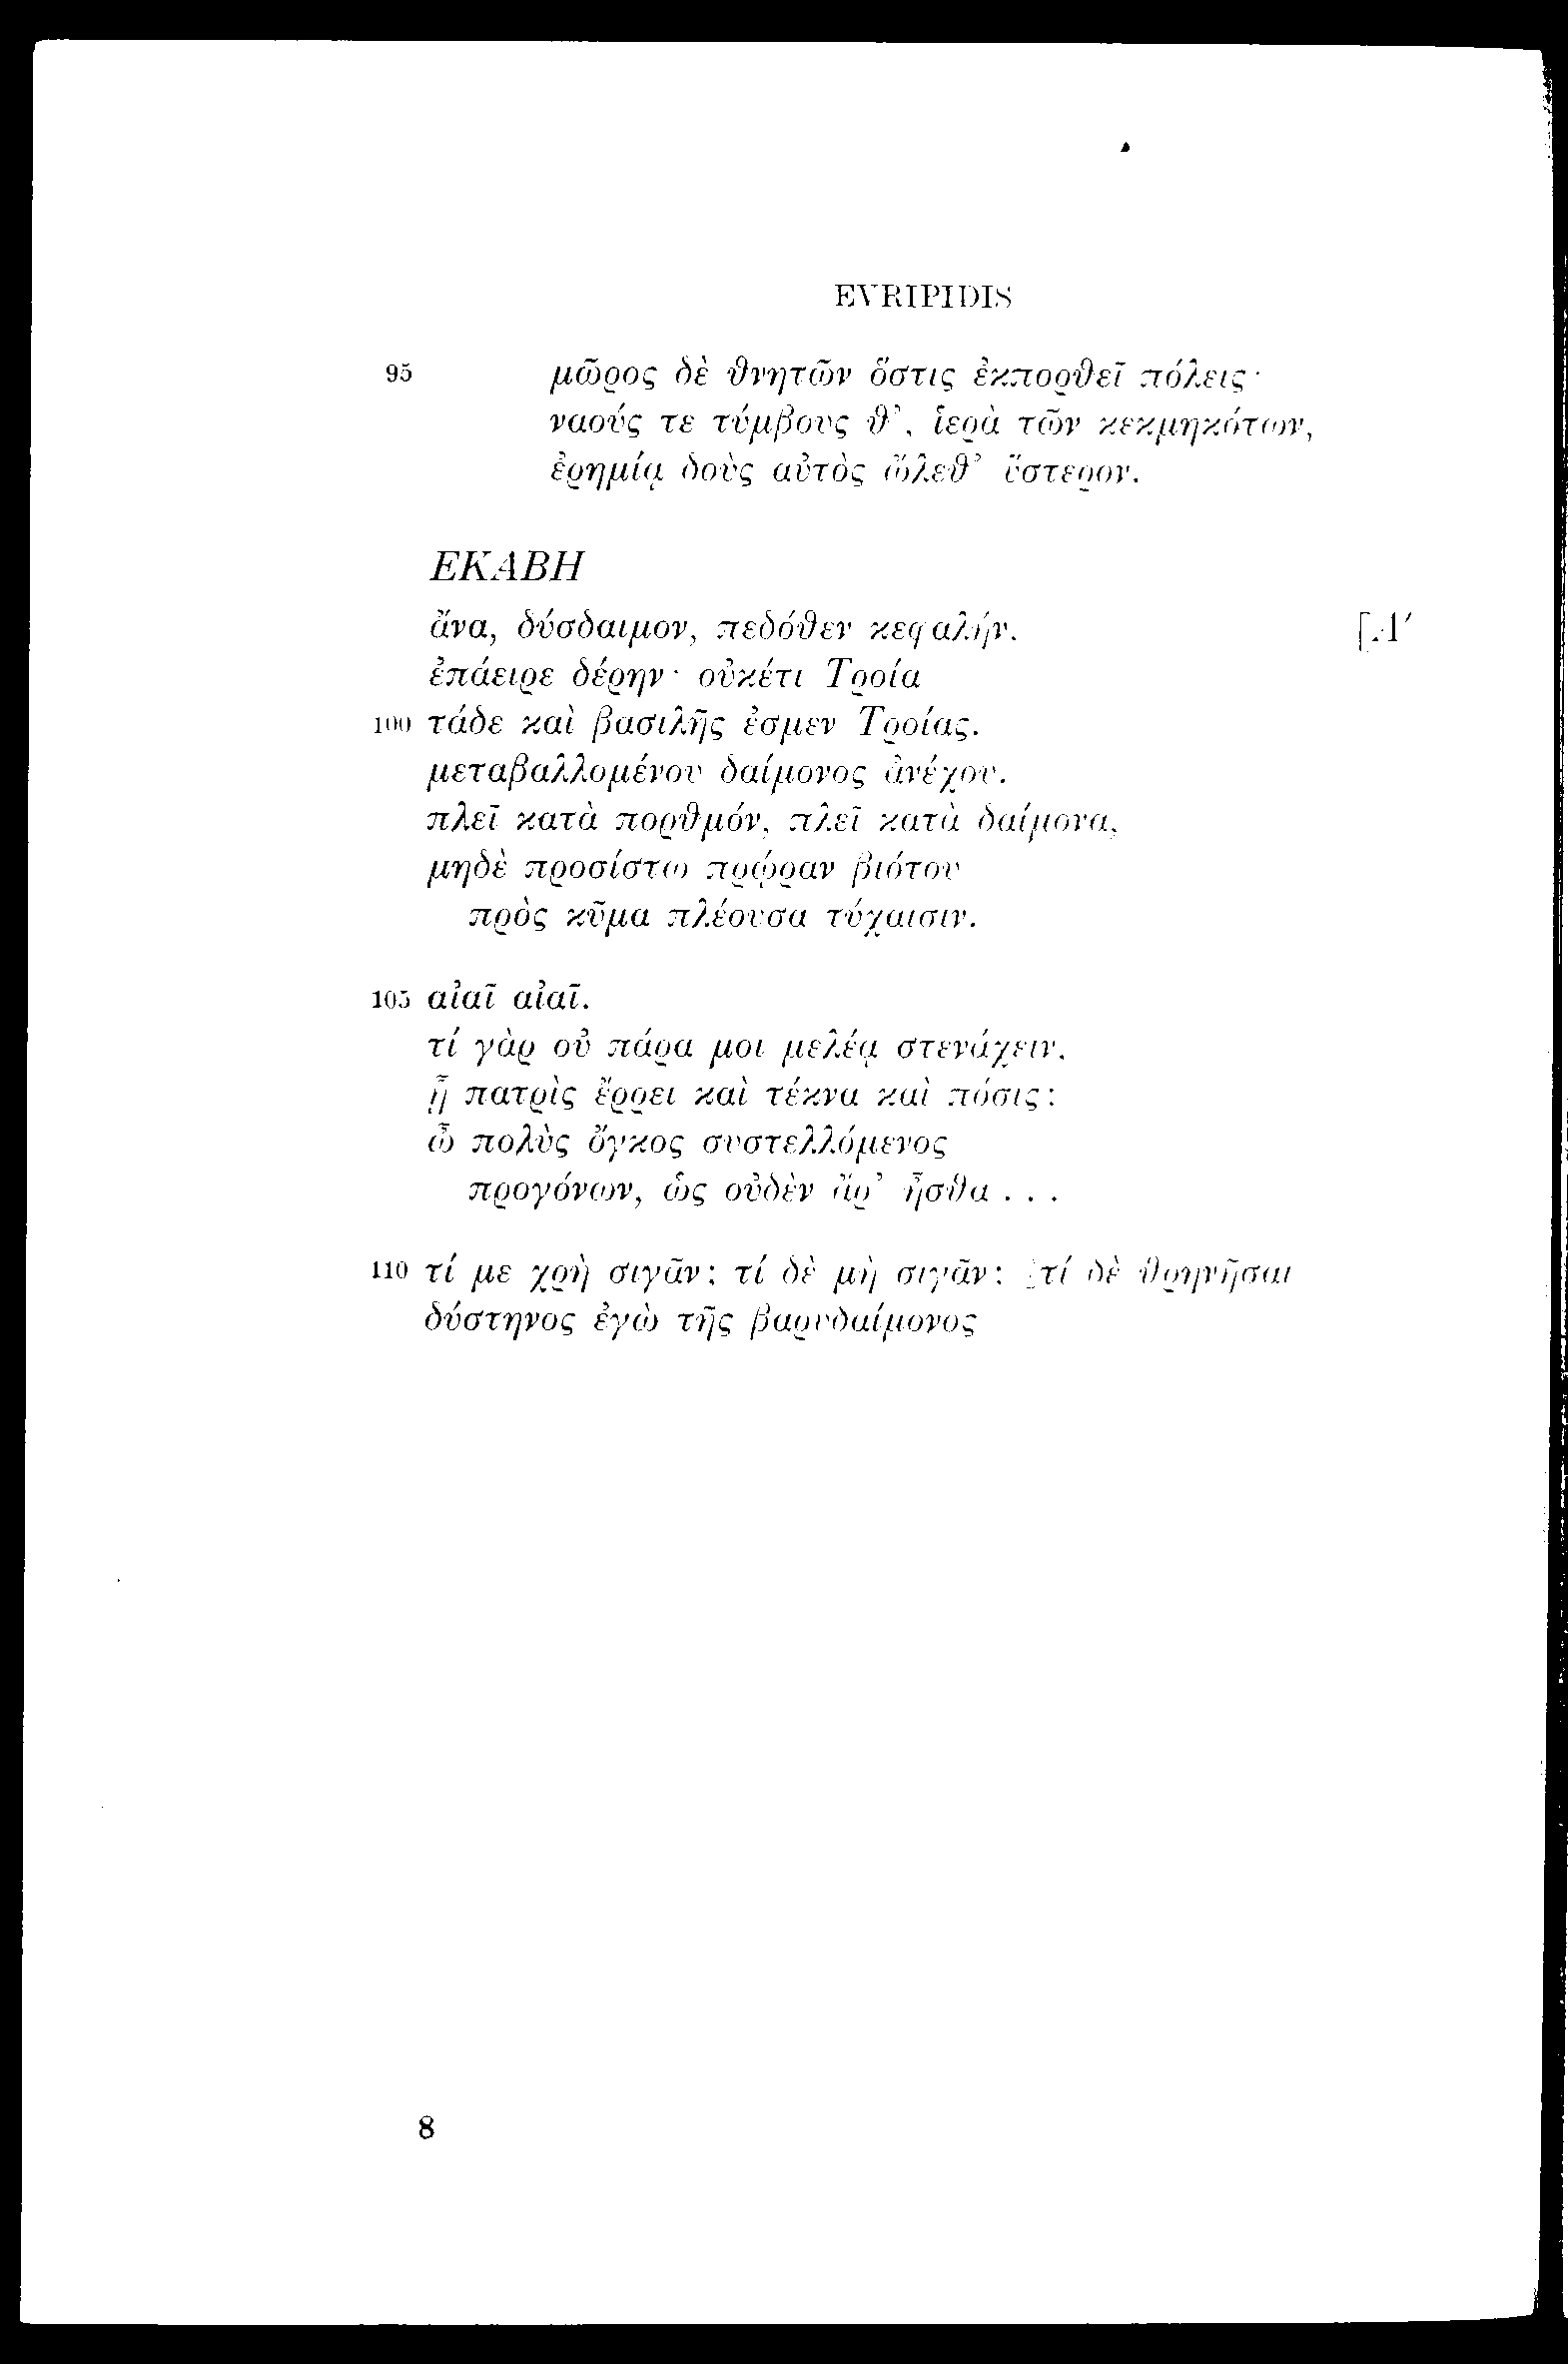 EVRIPIDIS
95 μῶρος δὲ θνητῶν ὅστις ἐκπορθεῖ πόλεις·
ναούς τε τύμβους θ’, ἱερὰ τῶν κεκμηκότων,
ἐρημίᾳ δοὺς αὐτὸς ὤλεθ’ ὕστερον.
ΕΚΑΒΗ
ἄνα, δύσδαιμον, πεδόθεν κεφαλήν, [Α′
ἐπάειρε δέρην· οὐκέτι Τροία
100 τάδε καὶ βασιλῆς ἐσμεν Τροίας.
μεταβαλλομένου δαίμονος ἀνέχου.
πλεῖ κατὰ πορθμόν, πλεῖ κατὰ δαίμονα,
μηδὲ προσίστω πρῴραν βιότου
πρὸς κῦμα πλέουσα τύχαισιν.
105 αἰαῖ αἰαῖ.
τί γὰρ οὐ πάρα μοι μελέᾳ στενάχειν,
ᾗ πατρὶς ἔρρει καὶ τέκνα καὶ πόσις;
ὦ πολὺς ὄγκος συστελλόμενος
προγόνων, ὡς οὐδὲν ἄρ’ ἦσθα . . .
110 τί με χρὴ σιγᾶν; τί δὲ μὴ σιγᾶν; [τί δὲ θρηνῆσαι
δύστηνος ἐγὼ τῆς βαρυδαίμονος
8